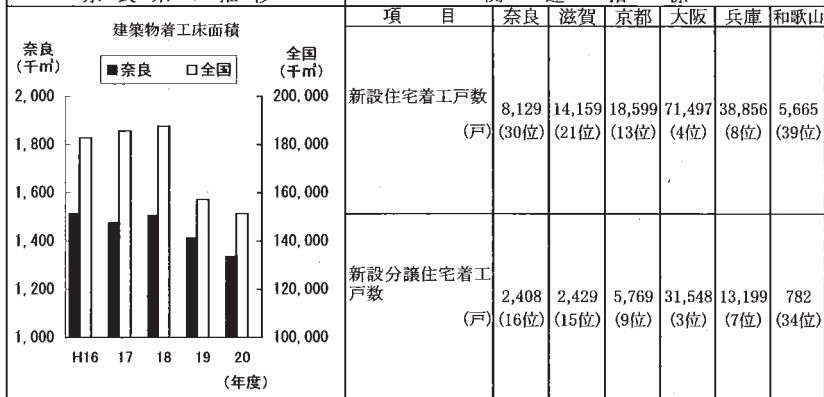 建築物着工床面積
奈良
(千㎡)
■奈良 □全国
全国
(千㎡)
2,000
1,800
1,600
1,400
1,200
1,000
200,000
180,000
160,000
140,000
120,000
100,000
H16 17 18 19 20
(年度)
項 目 奈良 滋賀 京都 大阪 兵庫 和歌山
新設住宅着工戸数
8,129 14,159 18,599 71,497 38,856 5,665
(戸) (30位) (21位) (13位) (4位) (8位) (39位)
新設分譲住宅着工
戸数
2,408 2,429 5,769 31,548 13,199 782
(戸) (16位) (15位) (9位) (3位) (7位) (34位)